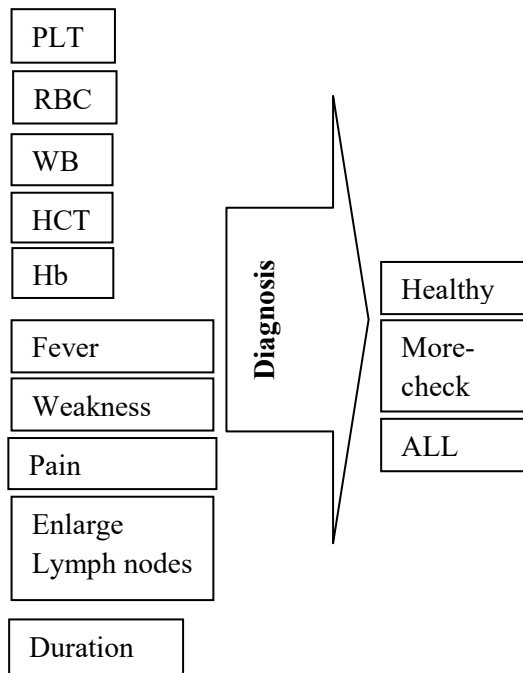 PLT
RBC
WB
HCT
Hb
Fever
Weakness
Pain
Enlarge
Lymph nodes
Duration
Diagnosis
Healthy
More-
check
ALL